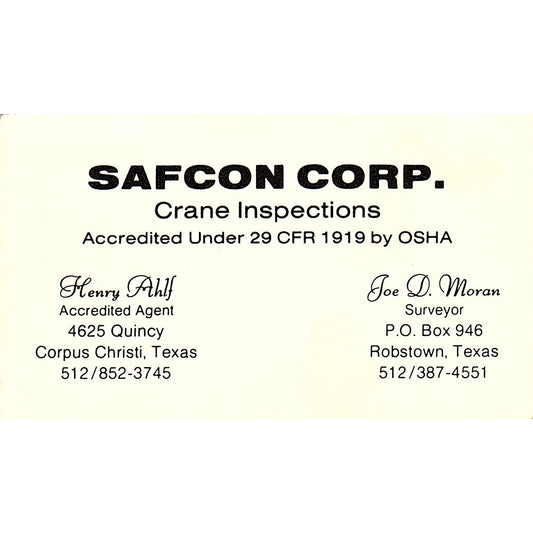 SAFCON CORP.
Crane Inspections
Accredited Under 29 CFR 1919 by OSHA
Henry Ahlf
Accredited Agent
4625 Quincy
Corpus Christi, Texas
512/852-3745
Joe D. Moran
Surveyor
P.O. Box 946
Robstown, Texas
512/387-4551